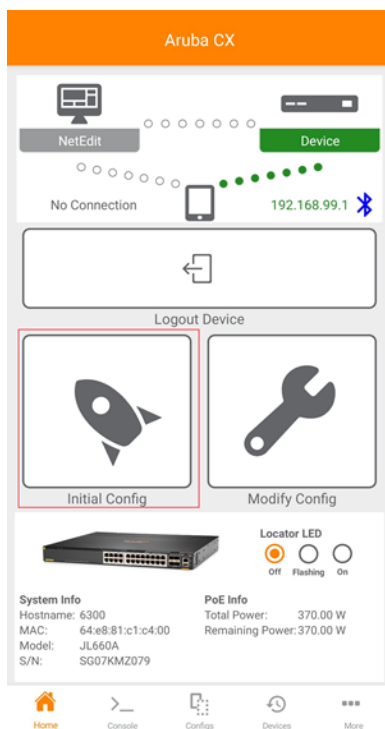 Aruba CX
NetEdit
Device
No Connection
192.168.99.1
Logout Device
Initial Config
Modify Config
Locator LED
Off Flashing On
System Info
Hostname: 6300
MAC: 64:e8:81:c1:c4:00
Model: JL660A
S/N: SG07KMZ079
PoE Info
Total Power: 370.00 W
Remaining Power: 370.00 W
Home Console Configs Devices More